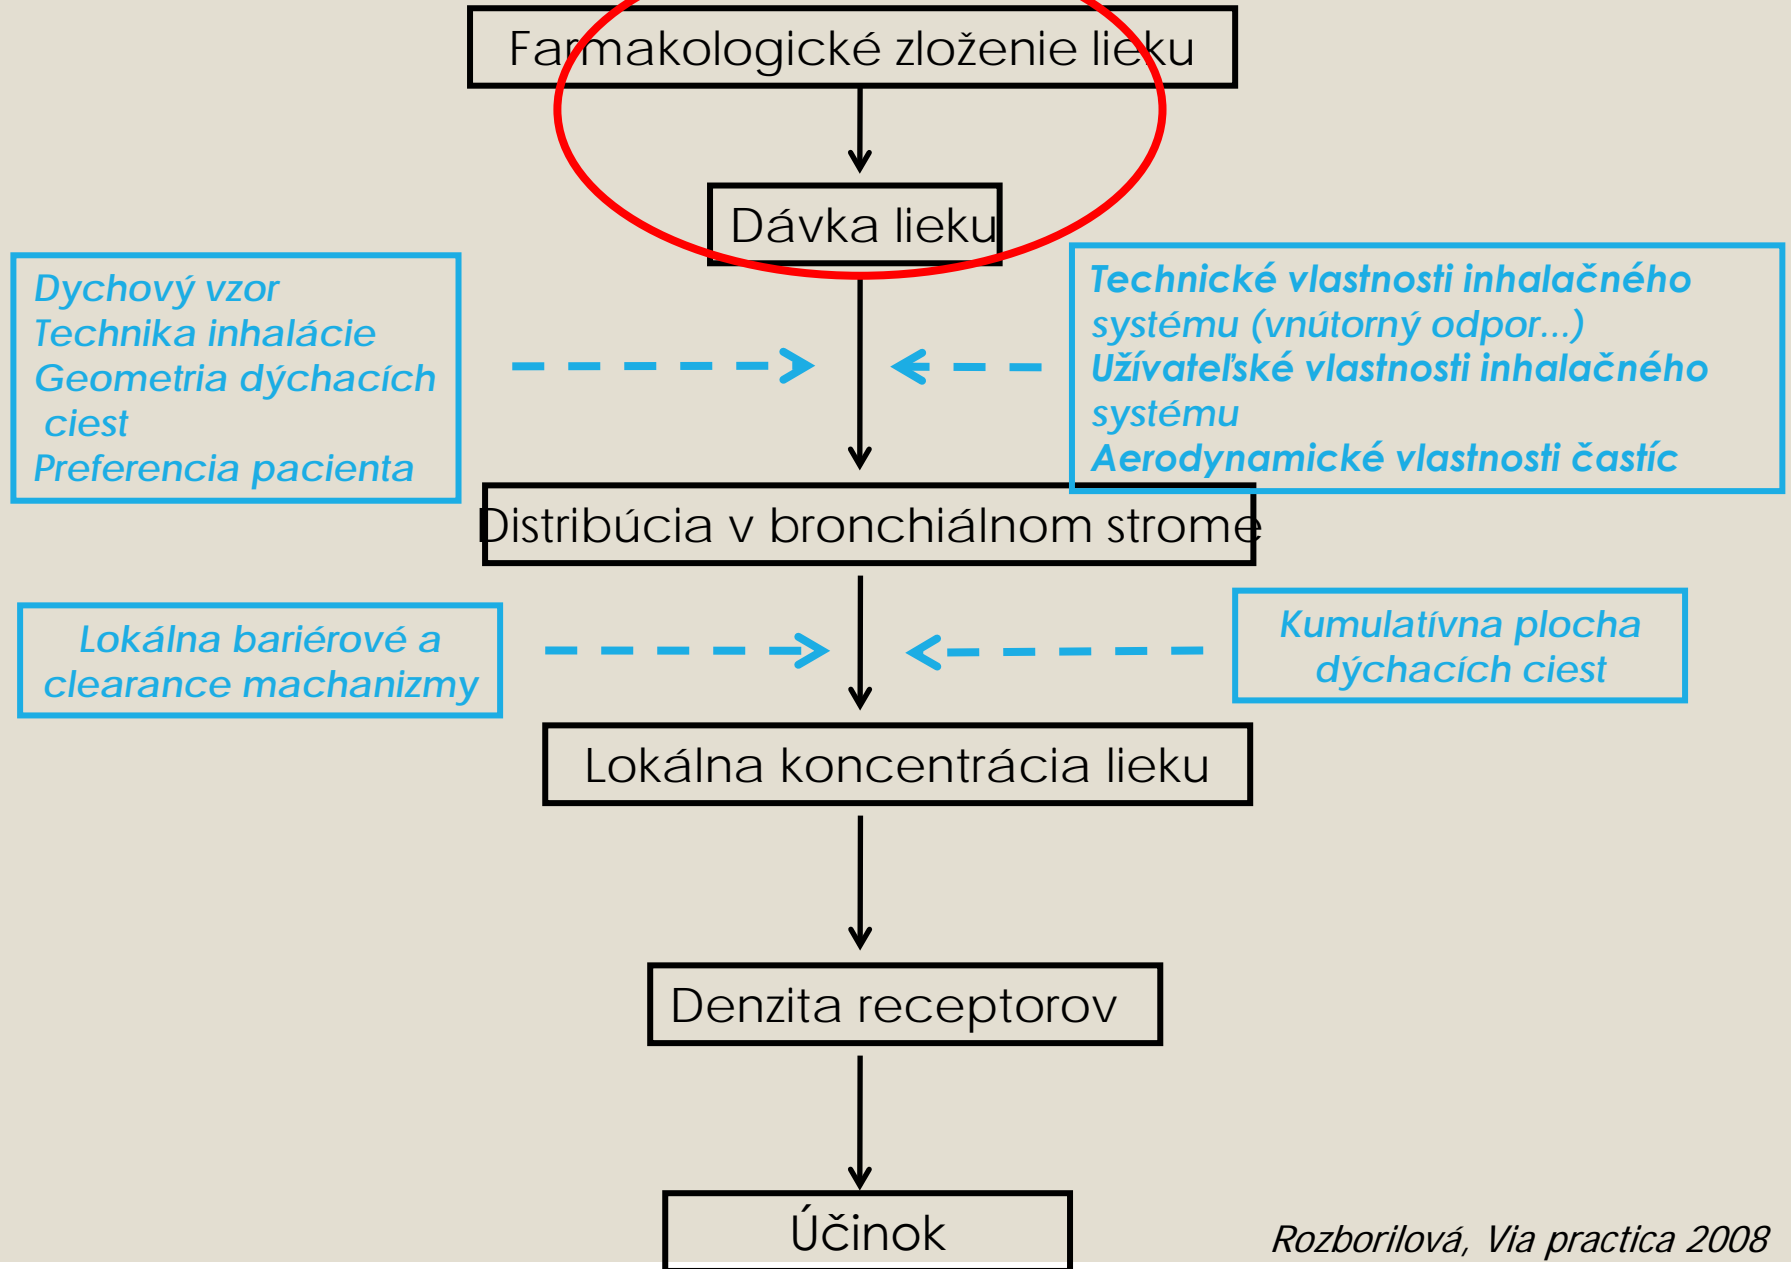 Farmakologické zloženie lieku
Dávka lieku
Dychový vzor
Technika inhalácie
Geometria dýchacích
ciest
Preferencia pacienta
Technické vlastnosti inhalačného
systému (vnútorný odpor...)
Užívateľské vlastnosti inhalačného
systému
Aerodynamické vlastnosti častíc
Distribúcia v bronchiálnom strome
Lokálna bariérové a
clearance machanizmy
Kumulatívna plocha
dýchacích ciest
Lokálna koncentrácia lieku
Denzita receptorov
Účinok
Rozborilová, Via practica 2008